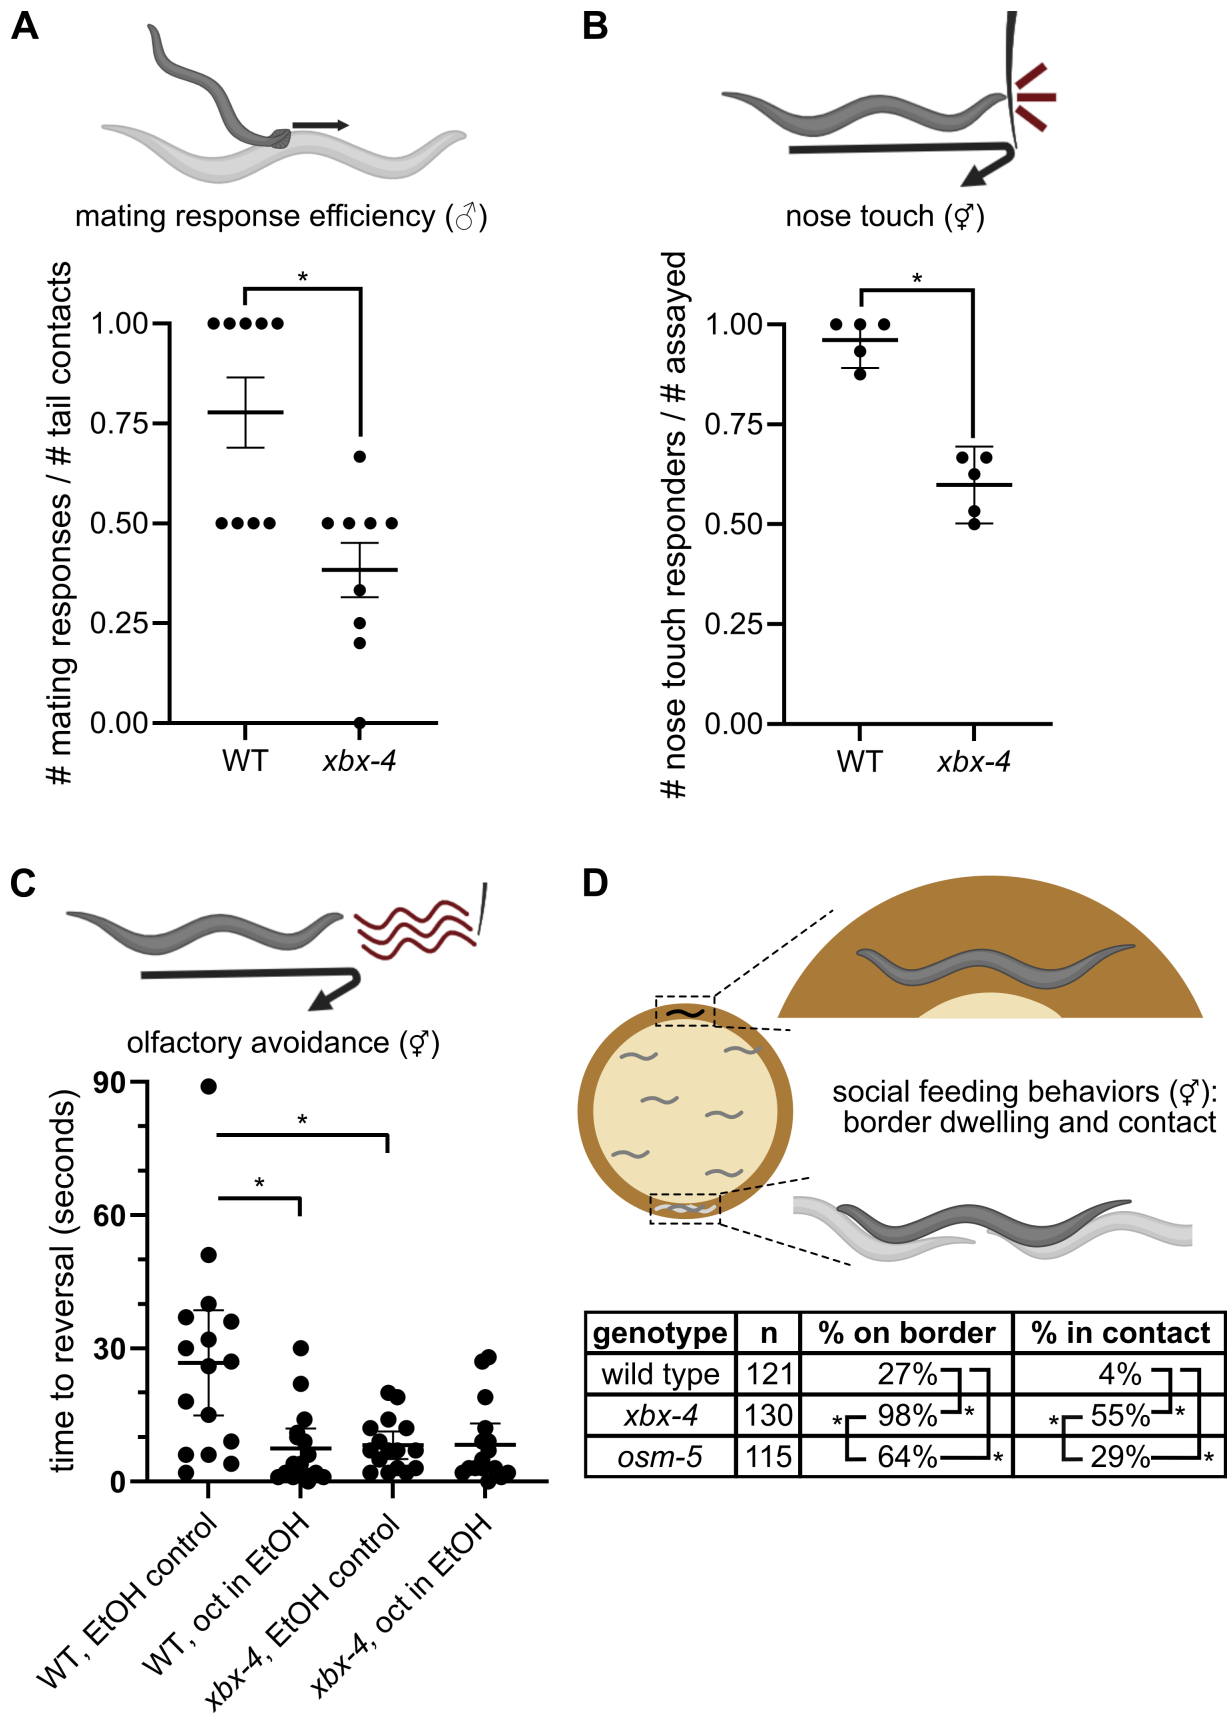 A
mating response efficiency (♂)
# mating responses / # tail contacts
*
1.00
0.75
0.50
0.25
0.00
WT
xbx-4
B
nose touch (⚥)
# nose touch responders / # assayed
*
1.00
0.75
0.50
0.25
0.00
WT
xbx-4
C
olfactory avoidance (⚥)
time to reversal (seconds)
90
60
30
0
*
*
WT, EtOH control
WT, oct in EtOH
xbx-4, EtOH control
xbx-4, oct in EtOH
D
social feeding behaviors (⚥):
border dwelling and contact
genotype n % on border % in contact
wild type 121 27% 4%
xbx-4 130 * 98% * * 55% *
osm-5 115 64% * 29% *